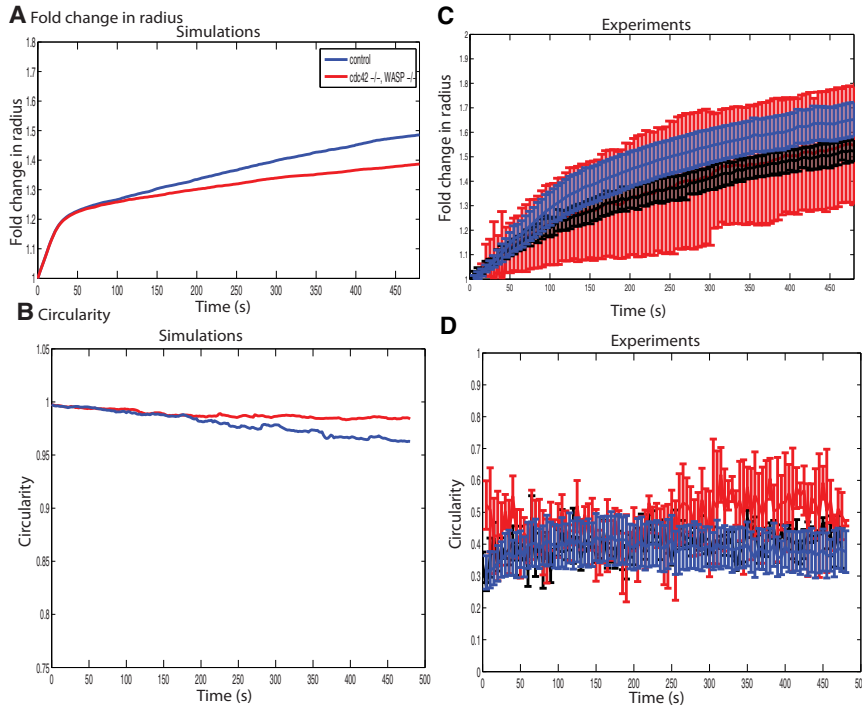 A Fold change in radius
Simulations
Fold change in radius
1.8
1.7
1.6
1.5
1.4
1.3
1.2
1.1
1
control
cdc42 -/-, WASP -/-
0 50 100 150 200 250 300 350 400 450
Time (s)
B Circularity
Simulations
Circularity
1.05
1
0.95
0.9
0.85
0.8
0.75
0 50 100 150 200 250 300 350 400 450 500
Time (s)
C
Experiments
Fold change in radius
2
1.9
1.8
1.7
1.6
1.5
1.4
1.3
1.2
1.1
1
0 50 100 150 200 250 300 350 400 450
Time (s)
D
Experiments
Circularity
1
0.9
0.8
0.7
0.6
0.5
0.4
0.3
0.2
0.1
0
0 50 100 150 200 250 300 350 400 450 50
Time (s)